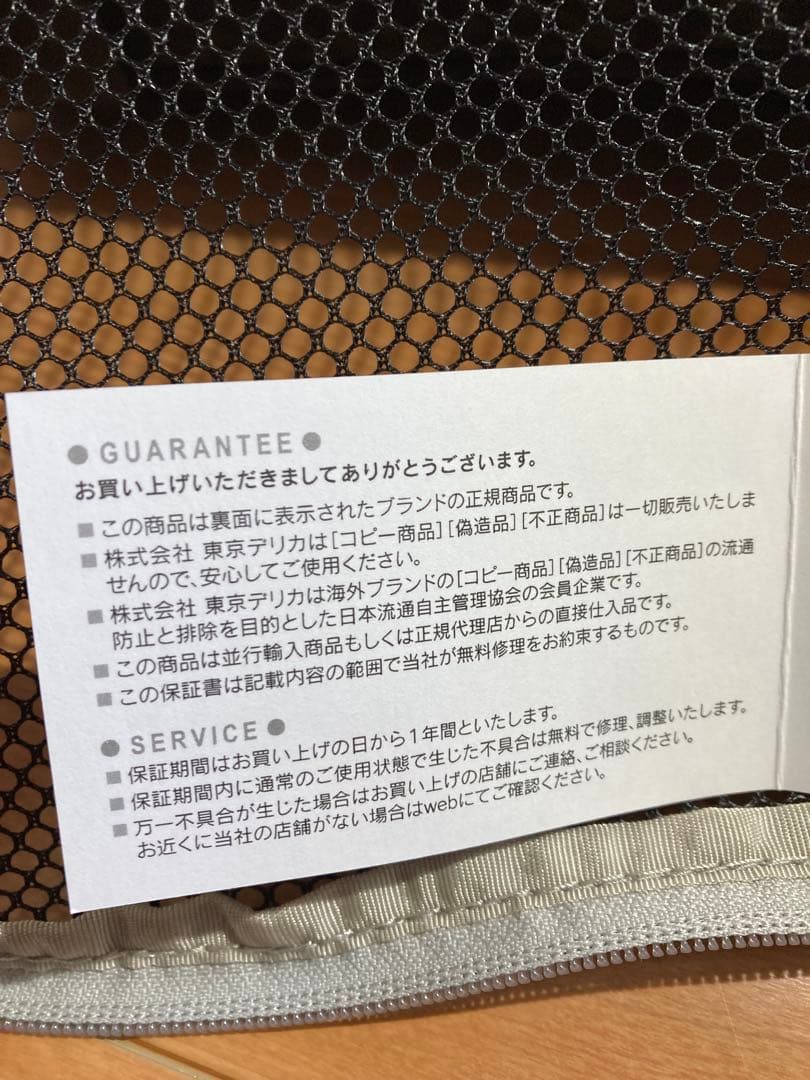 ● GUARANTEE ●
お買い上げいただきましてありがとうございます。
■ この商品は裏面に表示されたブランドの正規商品です。
■ 株式会社 東京デリカは[コピー商品][偽造品][不正商品]は一切販売いたしま
せんので、安心してご使用ください。
■ 株式会社 東京デリカは海外ブランドの[コピー商品][偽造品][不正商品]の流通
防止と排除を目的とした日本流通自主管理協会の会員企業です。
■ この商品は並行輸入商品もしくは正規代理店からの直接仕入品です。
■ この保証書は記載内容の範囲で当社が無料修理をお約束するものです。
● SERVICE ●
■ 保証期間はお買い上げの日から1年間といたします。
■ 保証期間内に通常のご使用状態で生じた不具合は無料で修理、調整いたします。
■ 万一不具合が生じた場合はお買い上げの店舗にご連絡、ご相談ください。
お近くに当社の店舗がない場合はwebにてご確認ください。